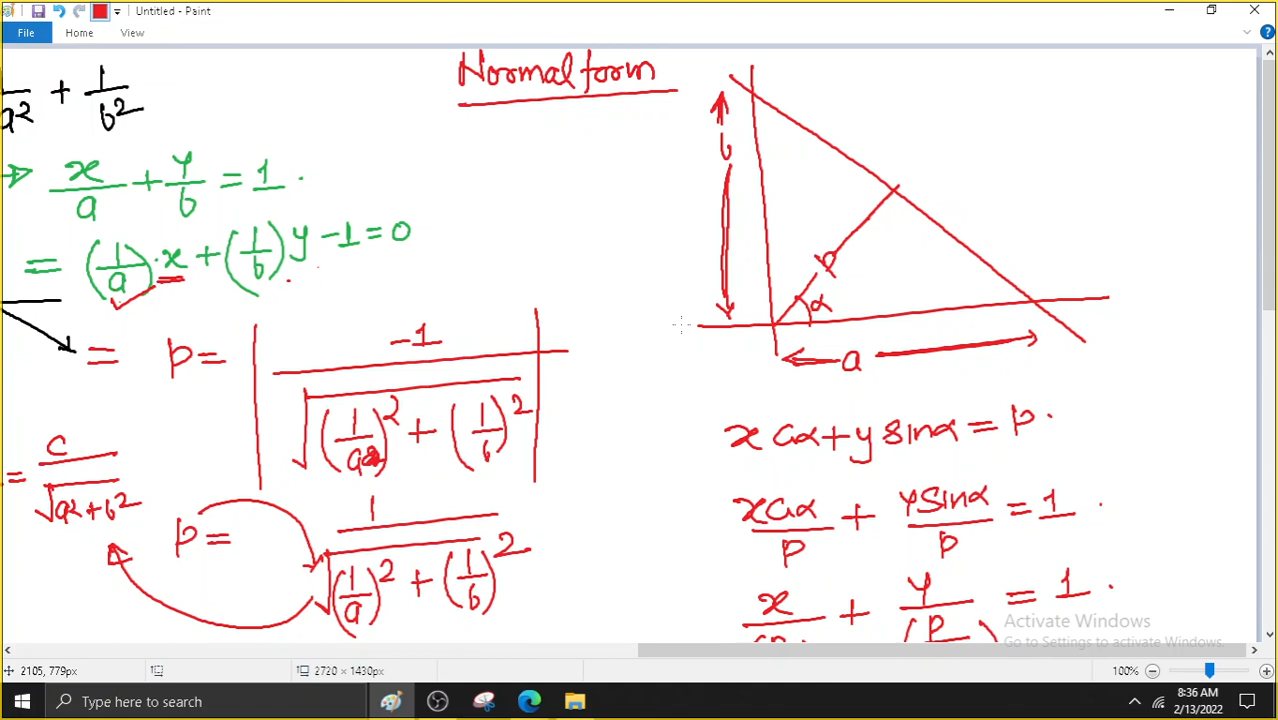 Untitled - Paint
File Home View
1/a² + 1/b²
Normal form
x/a + y/b = 1.
= (1/a)·x + (1/b)y - 1 = 0
= p = | -1 / √((1/a)² + (1/b)²) |
= c / √(a² + b²)
p = 1 / √((1/a)² + (1/b)²)
b
p
α
a
x cosα + y sinα = p.
x cosα/p + y sinα/p = 1.
x/ + y/(p/ ) = 1.
Activate Windows
Go to Settings to activate Windows.
2105, 779px
2720 × 1430px
100%
Type here to search
8:36 AM
2/13/2022